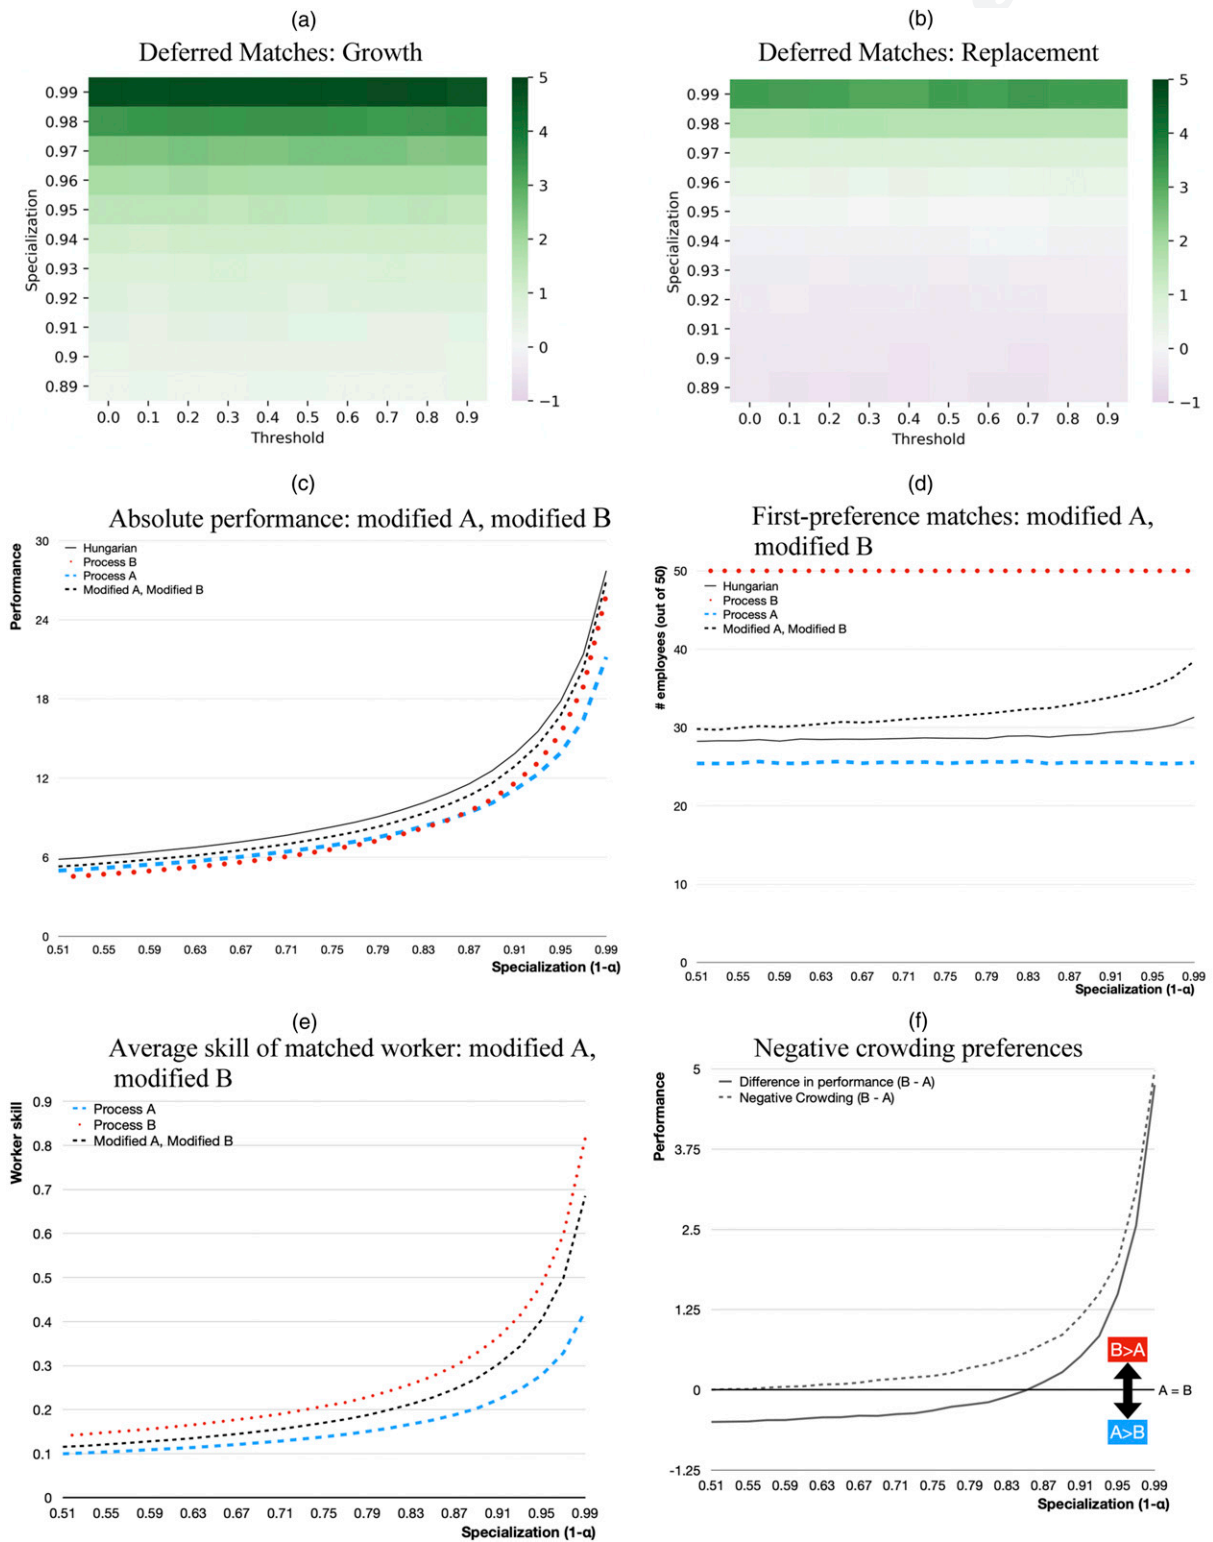 (a)
Deferred Matches: Growth
0.99
0.98
0.97
0.96
0.95
0.94
0.93
0.92
0.91
0.9
0.89
Specialization
0.0 0.1 0.2 0.3 0.4 0.5 0.6 0.7 0.8 0.9
Threshold
5
4
3
2
1
0
−1
(b)
Deferred Matches: Replacement
0.99
0.98
0.97
0.96
0.95
0.94
0.93
0.92
0.91
0.9
0.89
Specialization
0.0 0.1 0.2 0.3 0.4 0.5 0.6 0.7 0.8 0.9
Threshold
5
4
3
2
1
0
−1
(c)
Absolute performance: modified A, modified B
Performance
30
24
18
12
6
0
Hungarian
Process B
Process A
Modified A, Modified B
0.51 0.55 0.59 0.63 0.67 0.71 0.75 0.79 0.83 0.87 0.91 0.95 0.99
Specialization (1-α)
(d)
First-preference matches: modified A,
modified B
# employees (out of 50)
50
40
30
20
10
0
Hungarian
Process B
Process A
Modified A, Modified B
0.51 0.55 0.59 0.63 0.67 0.71 0.75 0.79 0.83 0.87 0.91 0.95 0.99
Specialization (1-α)
(e)
Average skill of matched worker: modified A,
modified B
Worker skill
0.9
0.8
0.7
0.6
0.5
0.4
0.3
0.2
0.1
0
Process A
Process B
Modified A, Modified B
0.51 0.55 0.59 0.63 0.67 0.71 0.75 0.79 0.83 0.87 0.91 0.95 0.99
Specialization (1-α)
(f)
Negative crowding preferences
Performance
5
3.75
2.5
1.25
0
-1.25
Difference in performance (B - A)
Negative Crowding (B - A)
B>A
A = B
A>B
0.51 0.55 0.59 0.63 0.67 0.71 0.75 0.79 0.83 0.87 0.91 0.95 0.99
Specialization (1-α)